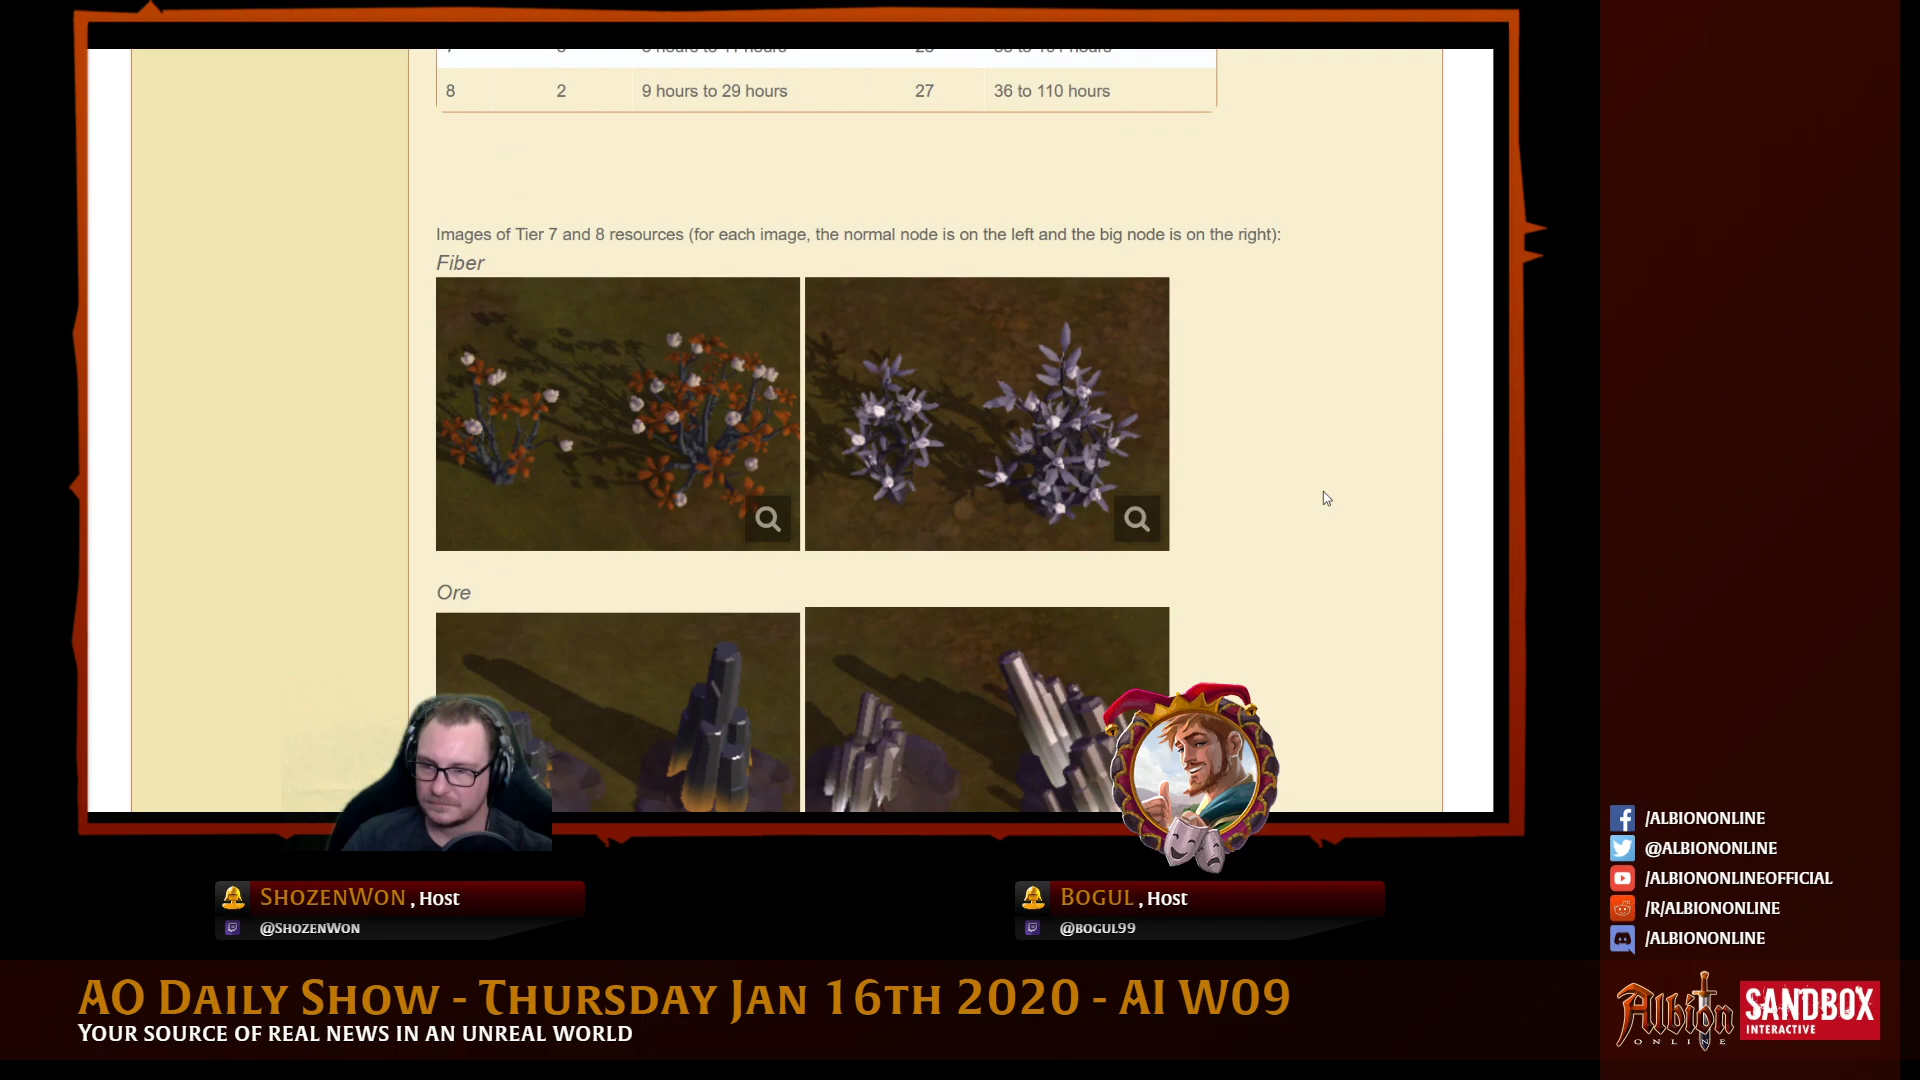 8 2 9 hours to 29 hours 27 36 to 110 hours
Images of Tier 7 and 8 resources (for each image, the normal node is on the left and the big node is on the right):
Fiber
Ore
SHOZENWON , Host
@SHOZENWON
BOGUL , Host
@BOGUL99
/ALBIONONLINE
@ALBIONONLINE
/ALBIONONLINEOFFICIAL
/R/ALBIONONLINE
/ALBIONONLINE
AO DAILY SHOW - THURSDAY JAN 16TH 2020 - AI W09
YOUR SOURCE OF REAL NEWS IN AN UNREAL WORLD
Albion
ONLINE
SANDBOX
INTERACTIVE